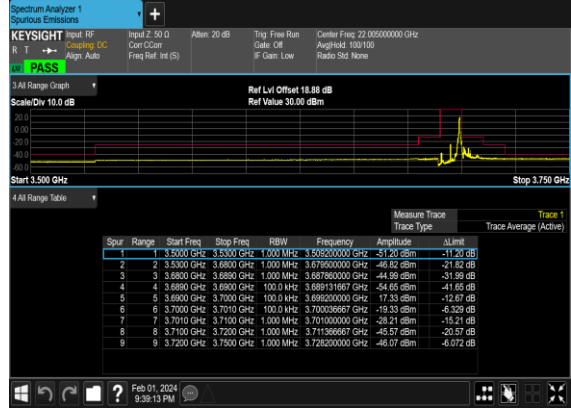 Spectrum Analyzer 1
Spurious Emissions
+
KEYSIGHT Input: RF Input Z: 50 Ω Atten: 20 dB Trig: Free Run Center Freq: 22.005000000 GHz
R T Coupling: DC Corr CCorr Gate: Off Avg|Hold: 100/100
Align: Auto Freq Ref: Int (S) IF Gain: Low Radio Std: None
PASS
3 All Range Graph
Ref Lvl Offset 18.88 dB
Scale/Div 10.0 dB Ref Value 30.00 dBm
20.0
0.00
-20.0
-40.0
-60.0
Start 3.500 GHz Stop 3.750 GHz
4 All Range Table
Measure Trace Trace 1
Trace Type Trace Average (Active)
Spur Range Start Freq Stop Freq RBW Frequency Amplitude ΔLimit
1 1 3.5000 GHz 3.5300 GHz 1.000 MHz 3.509200000 GHz -51.20 dBm -11.20 dB
2 2 3.5300 GHz 3.6800 GHz 1.000 MHz 3.679500000 GHz -46.82 dBm -21.82 dB
3 3 3.6800 GHz 3.6890 GHz 1.000 MHz 3.687860000 GHz -44.99 dBm -31.99 dB
4 4 3.6890 GHz 3.6900 GHz 100.0 kHz 3.689131667 GHz -54.65 dBm -41.65 dB
5 5 3.6900 GHz 3.7000 GHz 100.0 kHz 3.699200000 GHz 17.33 dBm -12.67 dB
6 6 3.7000 GHz 3.7010 GHz 100.0 kHz 3.700036667 GHz -19.33 dBm -6.329 dB
7 7 3.7010 GHz 3.7100 GHz 1.000 MHz 3.701000000 GHz -28.21 dBm -15.21 dB
8 8 3.7100 GHz 3.7200 GHz 1.000 MHz 3.711366667 GHz -45.57 dBm -20.57 dB
9 9 3.7200 GHz 3.7500 GHz 1.000 MHz 3.728200000 GHz -46.07 dBm -6.072 dB
? Feb 01, 2024
9:39:13 PM